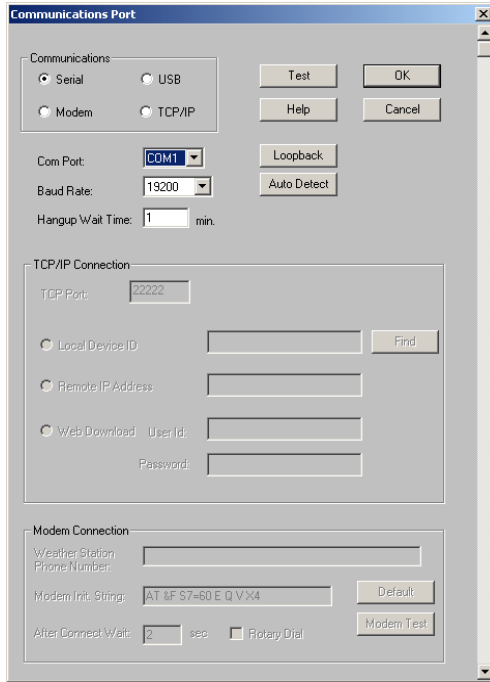 Communications Port
Communications
Serial
USB
Modem
TCP/IP
Test
OK
Help
Cancel
Com Port:
COM1
Loopback
Baud Rate:
19200
Auto Detect
Hangup Wait Time:
1
min.
TCP/IP Connection
TCP Port:
22222
Local Device ID
Find
Remote IP Address
Web Download
User Id:
Password:
Modem Connection
Weather Station
Phone Number:
Modem Init. String:
AT &F S7=60 E Q V X4
Default
After Connect Wait:
2
sec
Rotary Dial
Modem Test